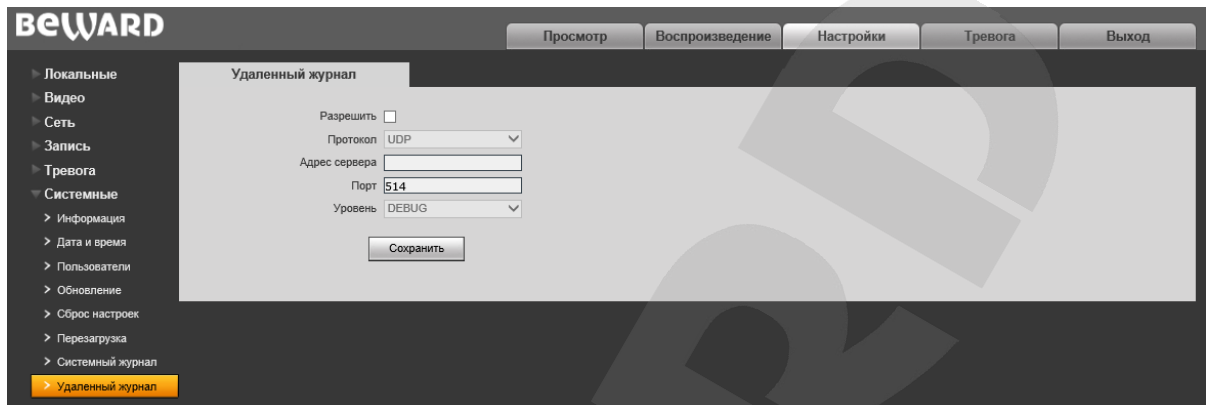 BEWARD
Просмотр
Воспроизведение
Настройки
Тревога
Выход
Локальные
Видео
Сеть
Запись
Тревога
Системные
Информация
Дата и время
Пользователи
Обновление
Сброс настроек
Перезагрузка
Системный журнал
Удаленный журнал
Удаленный журнал
Разрешить
Протокол UDP
Адрес сервера
Порт 514
Уровень DEBUG
Сохранить